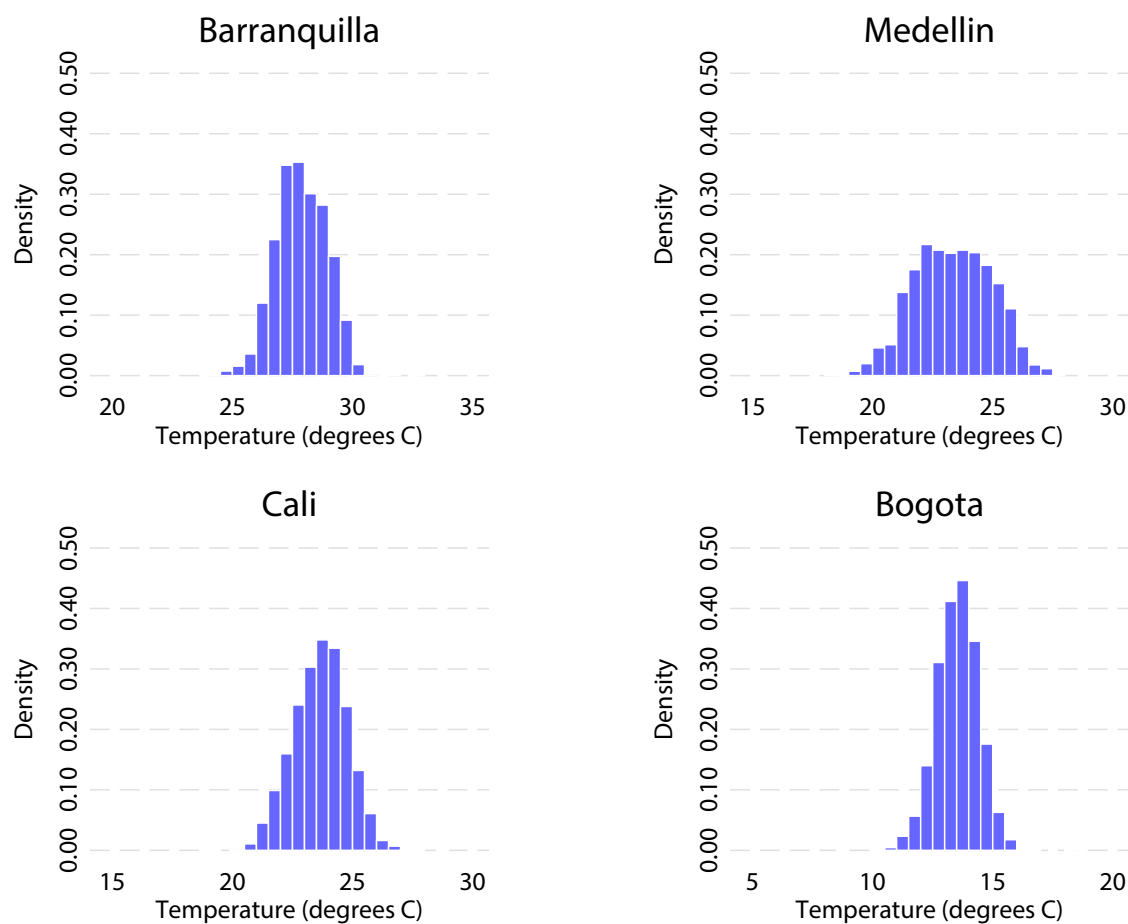 Barranquilla
Density
0.00 0.10 0.20 0.30 0.40 0.50
20 25 30 35
Temperature (degrees C)
Medellin
Density
0.00 0.10 0.20 0.30 0.40 0.50
15 20 25 30
Temperature (degrees C)
Cali
Density
0.00 0.10 0.20 0.30 0.40 0.50
15 20 25 30
Temperature (degrees C)
Bogota
Density
0.00 0.10 0.20 0.30 0.40 0.50
5 10 15 20
Temperature (degrees C)